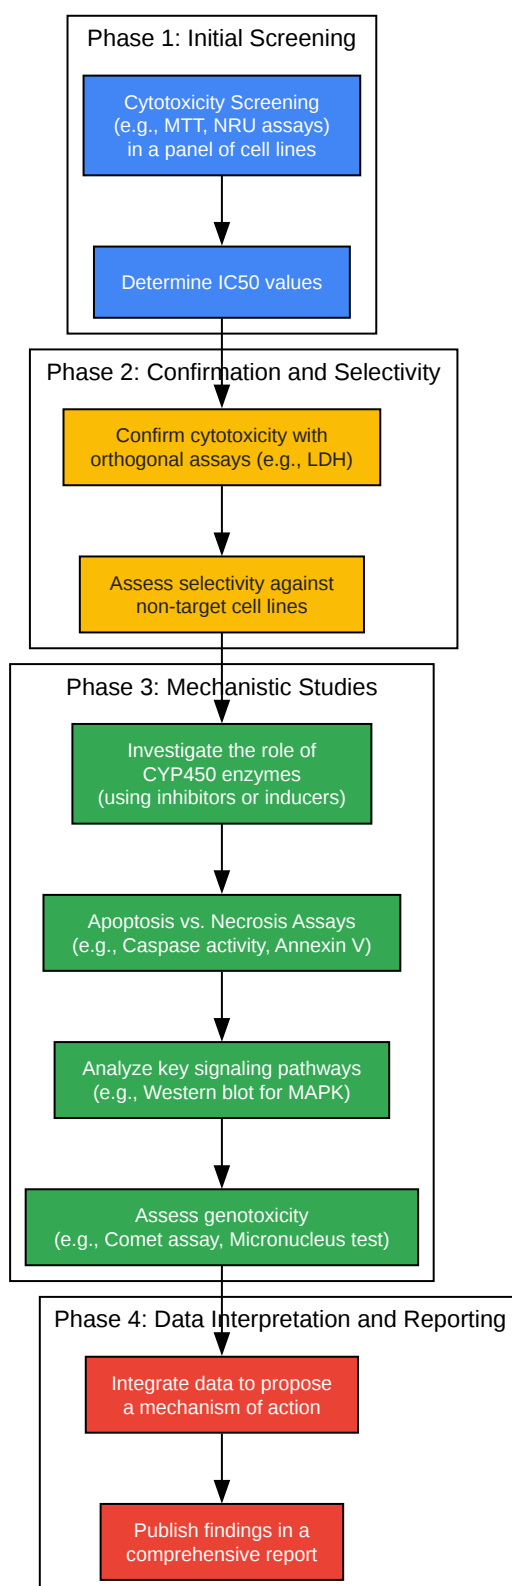 Phase 1: Initial Screening
Cytotoxicity Screening
(e.g., MTT, NRU assays)
in a panel of cell lines
Determine IC50 values
Phase 2: Confirmation and Selectivity
Confirm cytotoxicity with
orthogonal assays (e.g., LDH)
Assess selectivity against
non-target cell lines
Phase 3: Mechanistic Studies
Investigate the role of
CYP450 enzymes
(using inhibitors or inducers)
Apoptosis vs. Necrosis Assays
(e.g., Caspase activity, Annexin V)
Analyze key signaling pathways
(e.g., Western blot for MAPK)
Assess genotoxicity
(e.g., Comet assay, Micronucleus test)
Phase 4: Data Interpretation and Reporting
Integrate data to propose
a mechanism of action
Publish findings in a
comprehensive report